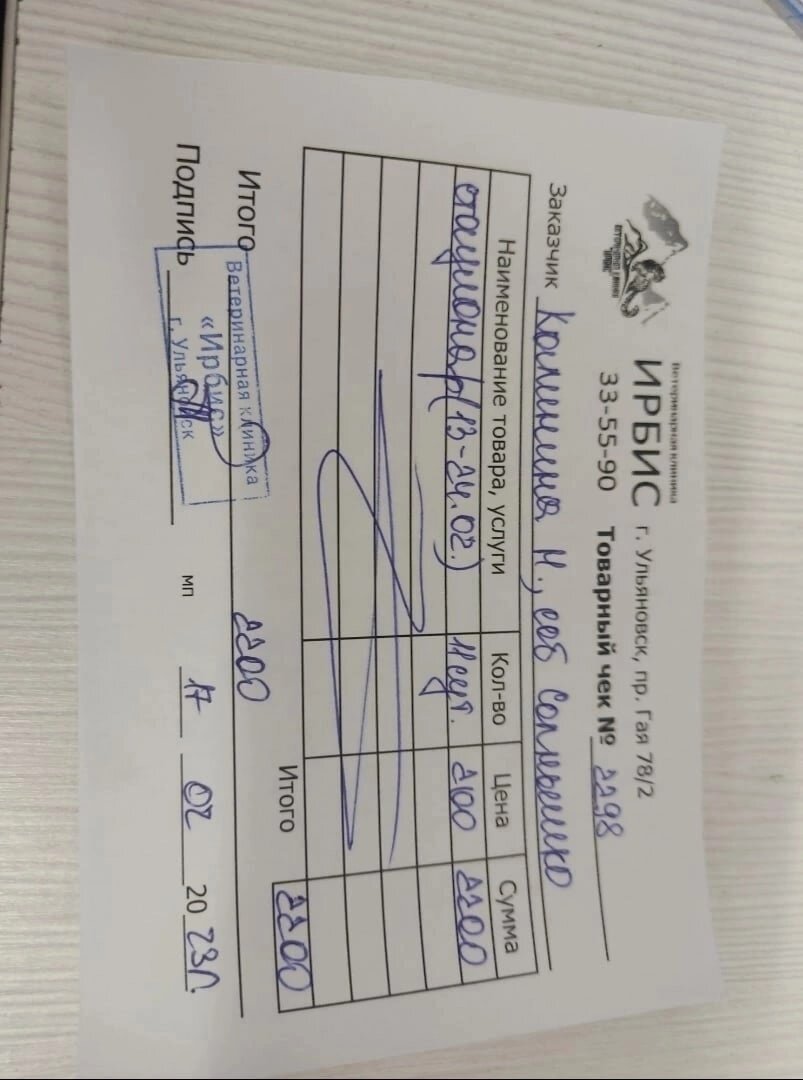 Ветеринарная клиника
ИРБИС г. Ульяновск, пр. Гая 78/2
33-55-90 Товарный чек № 2298
Заказчик Калинина Н., соб Солнышко
Наименование товара, услуги Кол-во Цена Сумма
стационар (13-24.02.) 11 сут. 200 2200
Итого 2200
Итого 2200
Ветеринарная клиника
«Ирбис»
г. Ульяновск
Подпись мп 17 02 2023г.